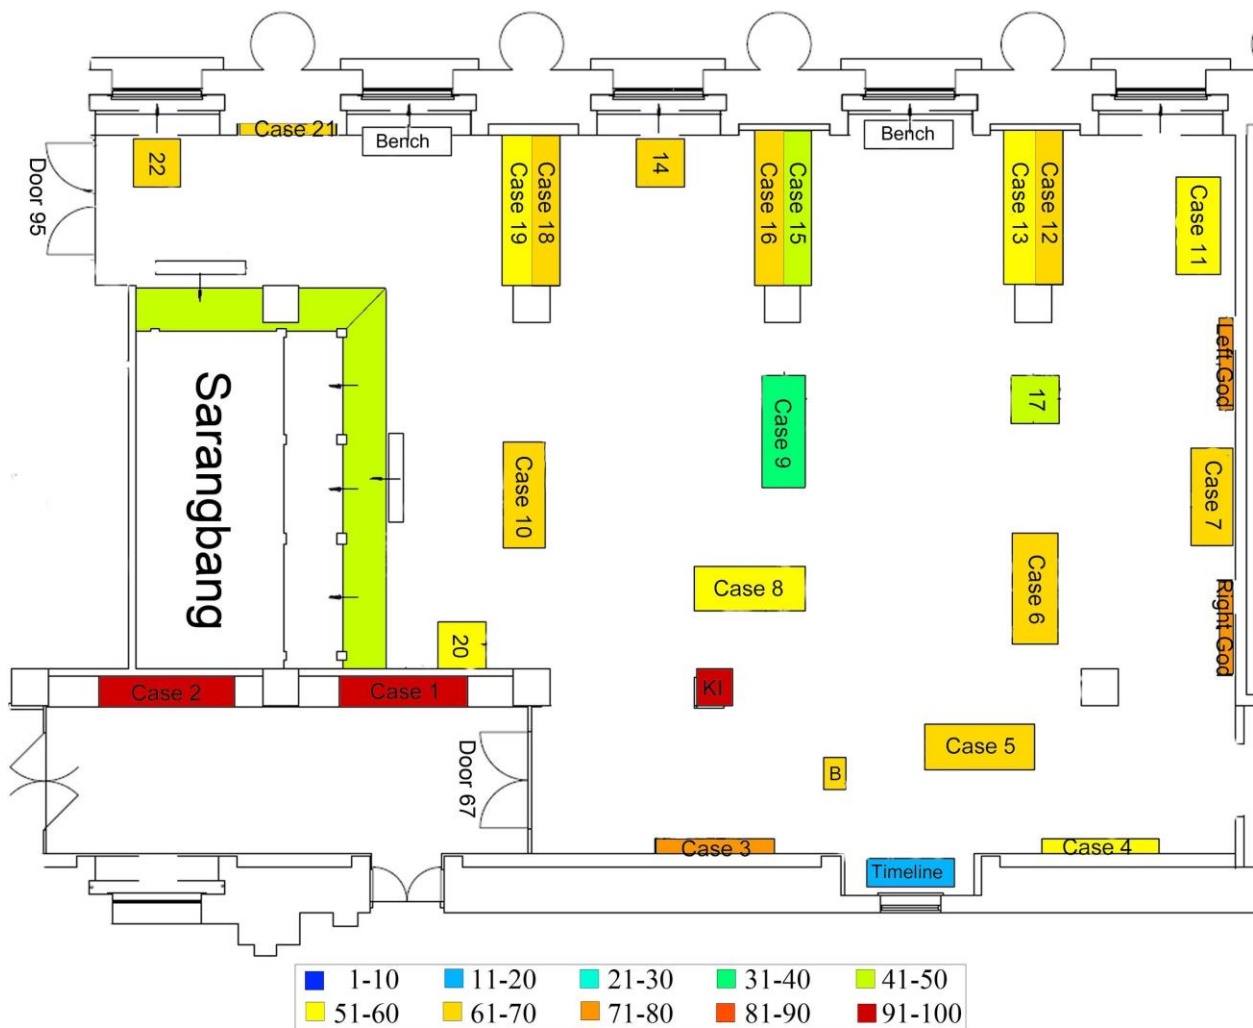 Case 21
Bench
Bench
22
Case 19
Case 18
14
Case 16
Case 15
Case 13
Case 12
Case 11
Door 95
Left God
Sarangbang
Case 9
17
Case 10
Case 7
Case 8
Case 6
Right God
20
Case 2
Case 1
KI
Door 67
Case 5
B
Case 3
Case 4
Timeline
1-10 11-20 21-30 31-40 41-50
51-60 61-70 71-80 81-90 91-100